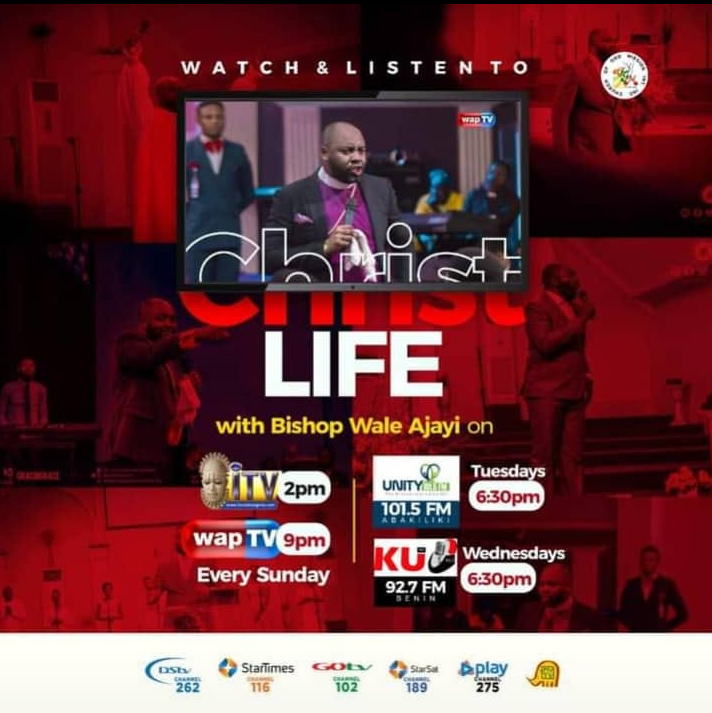 WATCH & LISTEN TO
wap TV
Christ
LIFE
with Bishop Wale Ajayi on
iTV 2pm
wap TV 9pm
Every Sunday
UNITY
101.5 FM
ABAKILIKI
Tuesdays
6:30pm
KU
92.7 FM
BENIN
Wednesdays
6:30pm
DStv
CHANNEL
262
StarTimes
CHANNEL
116
GOtv
CHANNEL
102
StarSat
CHANNEL
189
play
CHANNEL
275